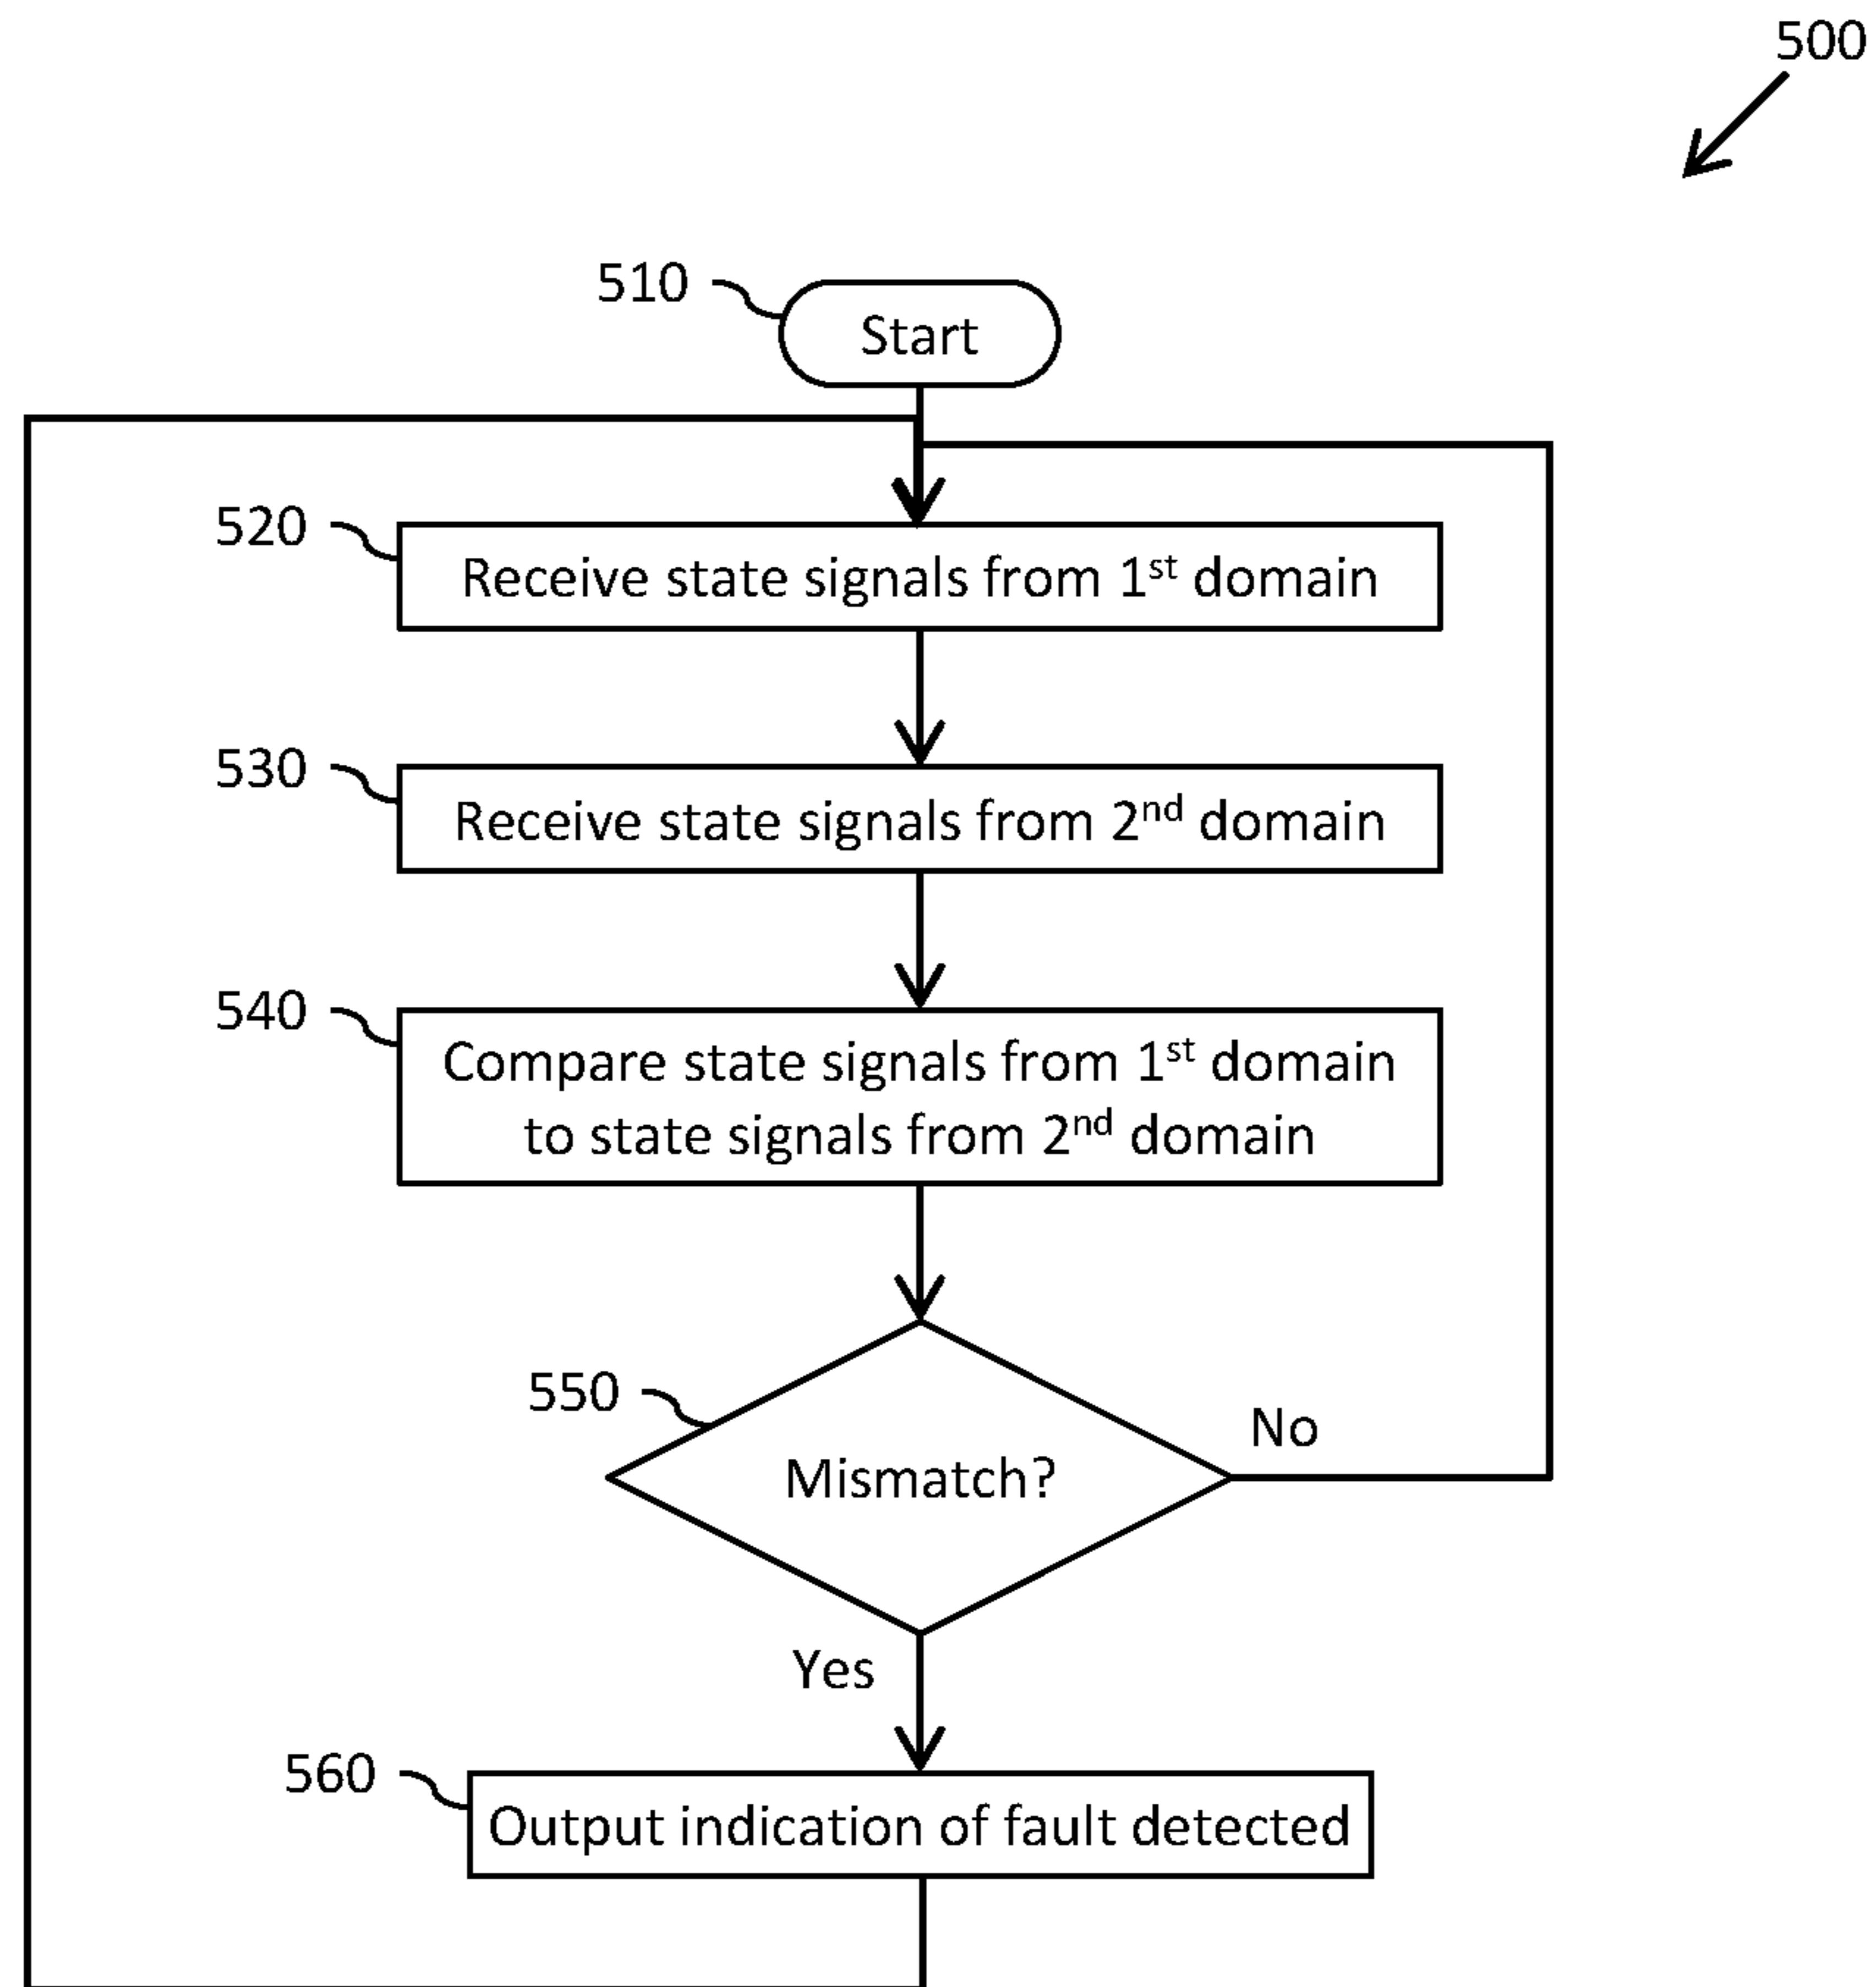 500
510
Start
520
Receive state signals from 1st domain
530
Receive state signals from 2nd domain
540
Compare state signals from 1st domain
to state signals from 2nd domain
550
Mismatch?
No
Yes
560
Output indication of fault detected